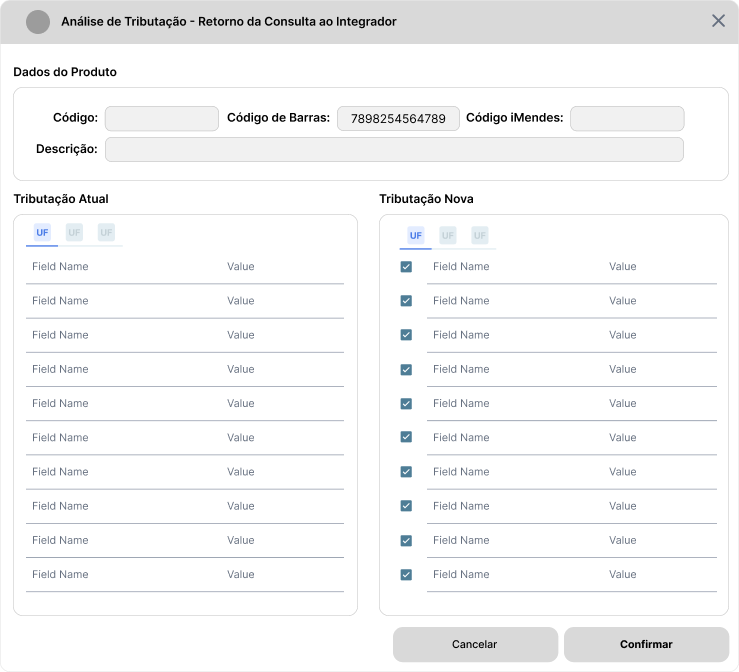 Análise de Tributação - Retorno da Consulta ao Integrador
Dados do Produto
Código: Código de Barras: 7898254564789 Código iMendes:
Descrição:
Tributação Atual
UF UF UF
Field Name Value
Field Name Value
Field Name Value
Field Name Value
Field Name Value
Field Name Value
Field Name Value
Field Name Value
Field Name Value
Field Name Value
Tributação Nova
UF UF UF
Field Name Value
Field Name Value
Field Name Value
Field Name Value
Field Name Value
Field Name Value
Field Name Value
Field Name Value
Field Name Value
Field Name Value
Cancelar Confirmar